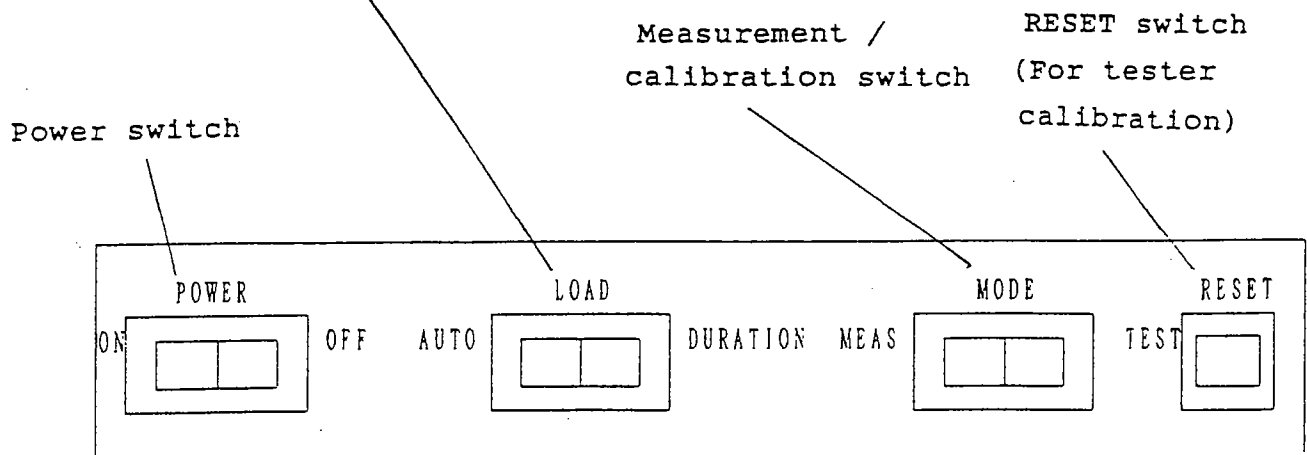 Measurement /
calibration switch
RESET switch
(For tester
calibration)
Power switch
POWER
LOAD
MODE
RESET
ON
OFF
AUTO
DURATION
MEAS
TEST